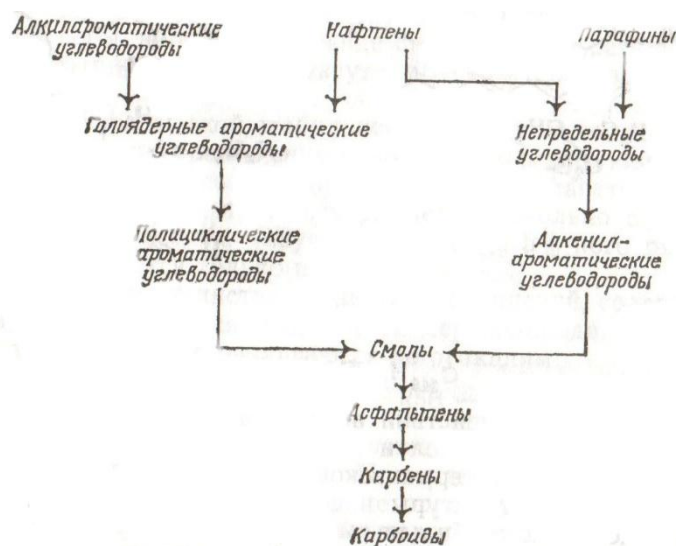 Алкилароматические
углеводороды
Нафтены
Парафины
Голоядерные ароматические
углеводороды
Непредельные
углеводороды
Полициклические
ароматические
углеводороды
Алкенил-
ароматические
углеводороды
Смолы
Асфальтены
Карбены
Карбоиды